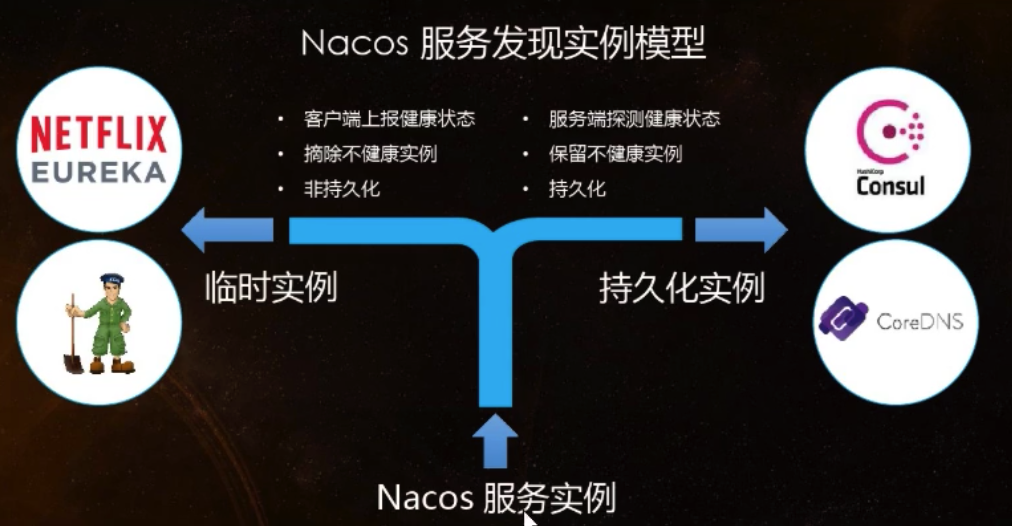 Nacos 服务发现实例模型
NETFLIX
EUREKA
• 客户端上报健康状态
• 摘除不健康实例
• 非持久化
• 服务端探测健康状态
• 保留不健康实例
• 持久化
HashiCorp
Consul
临时实例
持久化实例
CoreDNS
Nacos 服务实例